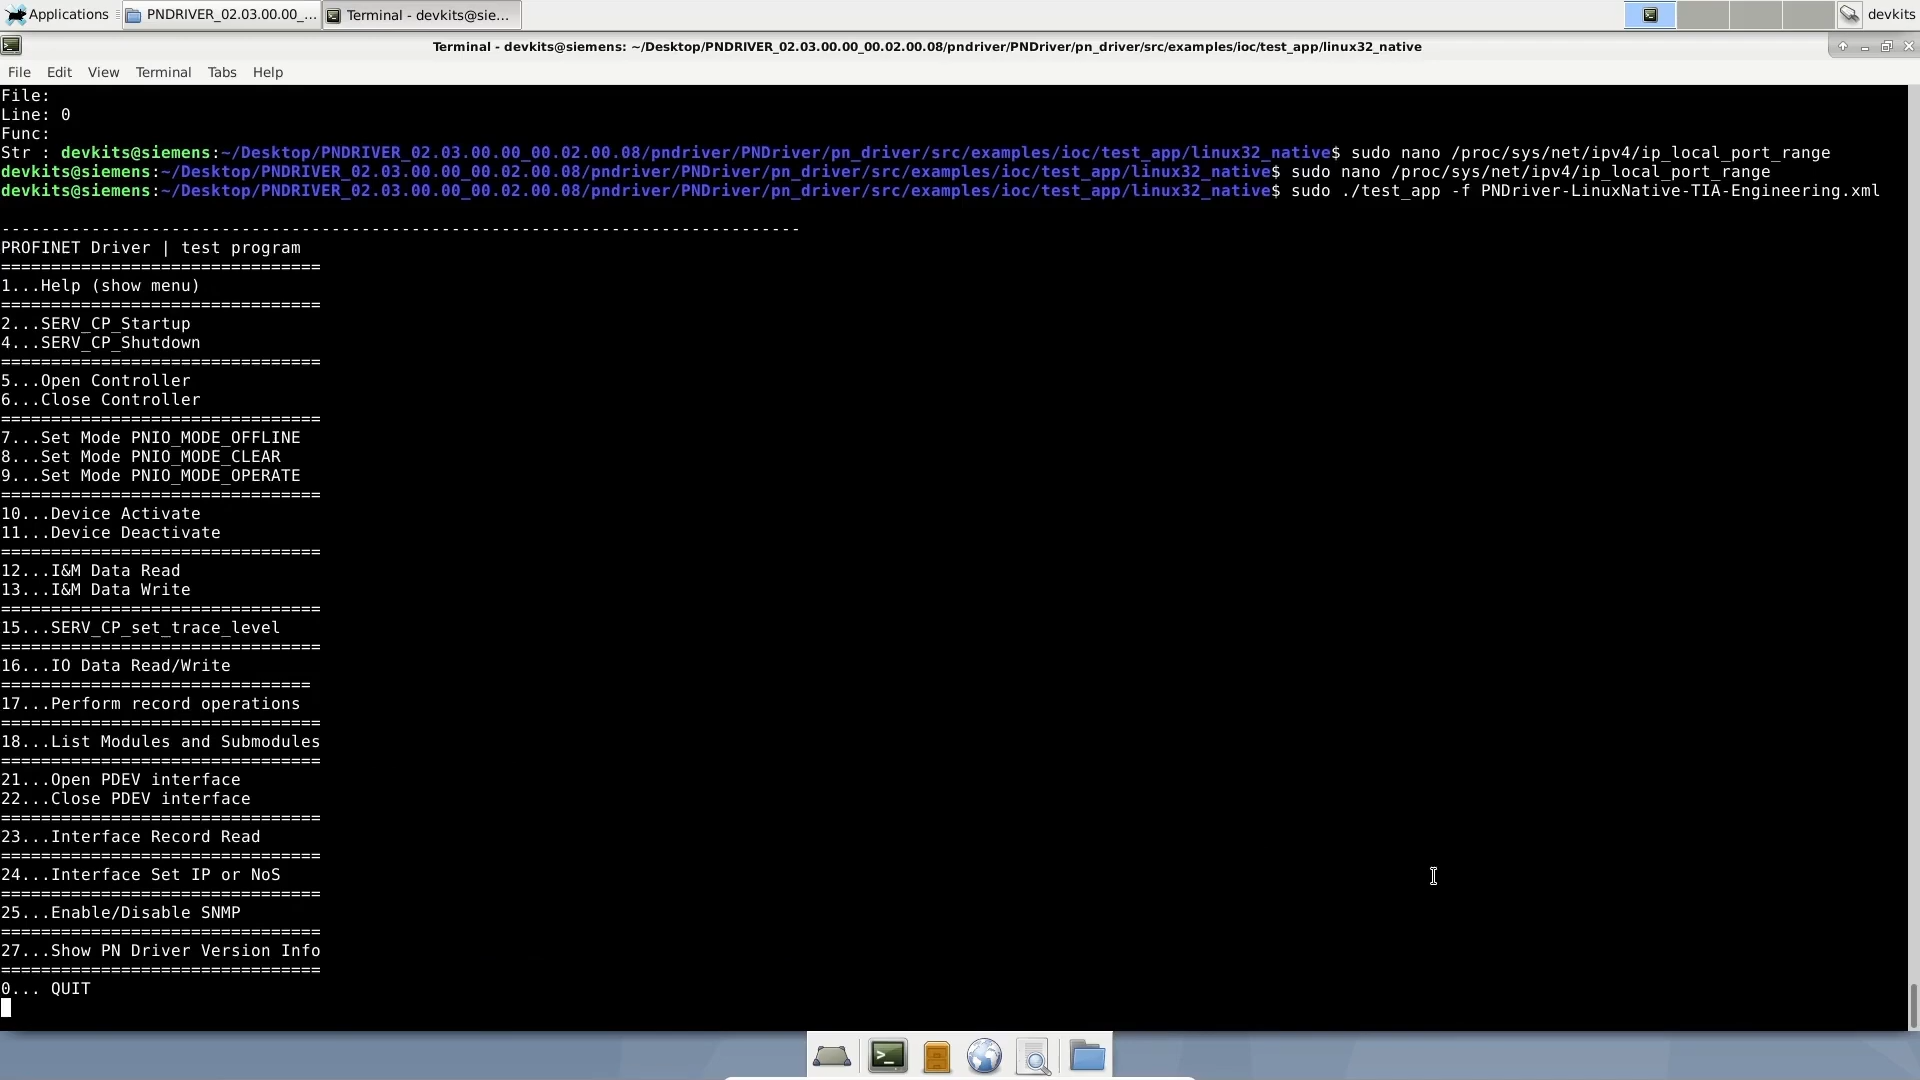 Applications
PNDRIVER_02.03.00.00_...
Terminal - devkits@sie...
devkits
Terminal - devkits@siemens: ~/Desktop/PNDRIVER_02.03.00.00_00.02.00.08/pndriver/PNDriver/pn_driver/src/examples/ioc/test_app/linux32_native
File Edit View Terminal Tabs Help
File:
Line: 0
Func:
Str : devkits@siemens:~/Desktop/PNDRIVER_02.03.00.00_00.02.00.08/pndriver/PNDriver/pn_driver/src/examples/ioc/test_app/linux32_native$ sudo nano /proc/sys/net/ipv4/ip_local_port_range
devkits@siemens:~/Desktop/PNDRIVER_02.03.00.00_00.02.00.08/pndriver/PNDriver/pn_driver/src/examples/ioc/test_app/linux32_native$ sudo nano /proc/sys/net/ipv4/ip_local_port_range
devkits@siemens:~/Desktop/PNDRIVER_02.03.00.00_00.02.00.08/pndriver/PNDriver/pn_driver/src/examples/ioc/test_app/linux32_native$ sudo ./test_app -f PNDriver-LinuxNative-TIA-Engineering.xml
--------------------------------------------------------------------------------
PROFINET Driver | test program
================================
1...Help (show menu)
================================
2...SERV_CP_Startup
4...SERV_CP_Shutdown
================================
5...Open Controller
6...Close Controller
================================
7...Set Mode PNIO_MODE_OFFLINE
8...Set Mode PNIO_MODE_CLEAR
9...Set Mode PNIO_MODE_OPERATE
================================
10...Device Activate
11...Device Deactivate
================================
12...I&M Data Read
13...I&M Data Write
================================
15...SERV_CP_set_trace_level
================================
16...IO Data Read/Write
===============================
17...Perform record operations
================================
18...List Modules and Submodules
================================
21...Open PDEV interface
22...Close PDEV interface
================================
23...Interface Record Read
================================
24...Interface Set IP or NoS
================================
25...Enable/Disable SNMP
================================
27...Show PN Driver Version Info
================================
0... QUIT